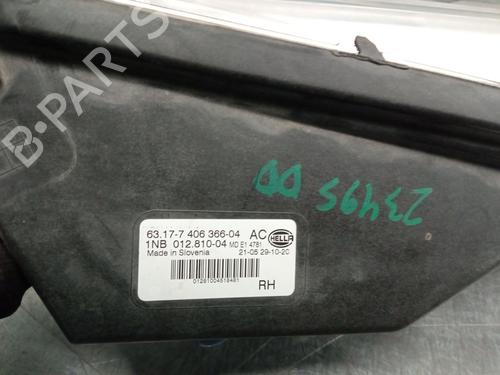 B-PARTS
23495 DD
63.17-7 406 366-04 AC HELLA
1NB 012.810-04 MD E1 4781
Made in Slovenia 21-05 29-10-20
01281004518481
RH